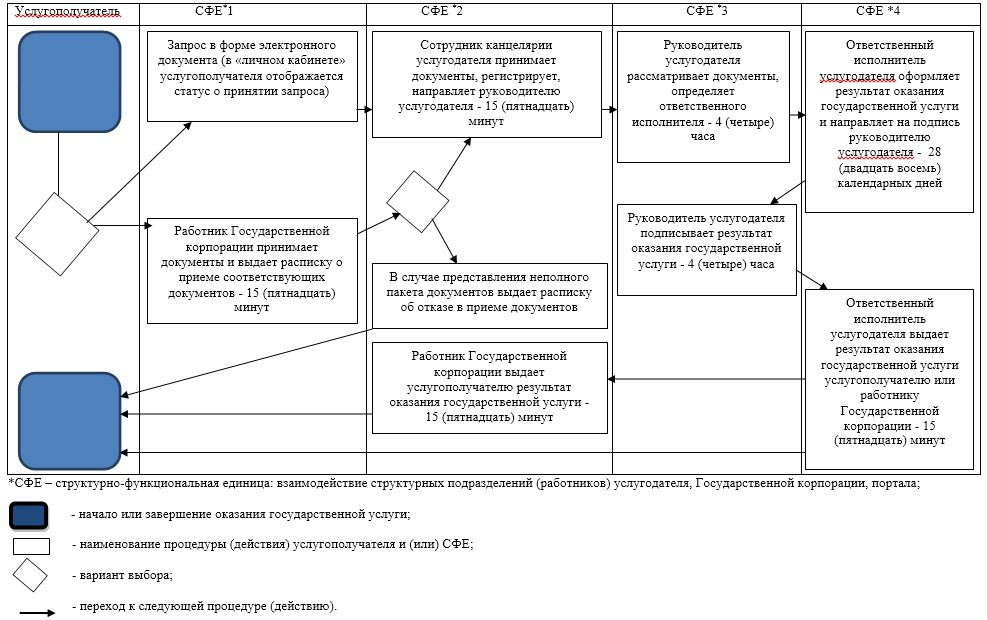 Услугополучатель
СФЕ*1
СФЕ *2
СФЕ *3
СФЕ *4
Запрос в форме электронного
документа (в «личном кабинете»
услугополучателя отображается
статус о принятии запроса)
Сотрудник канцелярии
услугодателя принимает
документы, регистрирует,
направляет руководителю
услугодателя - 15 (пятнадцать)
минут
Руководитель
услугодателя
рассматривает документы,
определяет
ответственного
исполнителя - 4 (четыре)
часа
Ответственный
исполнитель
услугодателя оформляет
результат оказания
государственной услуги
и направляет на подпись
руководителю
услугодателя - 28
(двадцать восемь)
календарных дней
Работник Государственной
корпорации принимает
документы и выдает расписку о
приеме соответствующих
документов - 15 (пятнадцать)
минут
В случае представления неполного
пакета документов выдает расписку
об отказе в приеме документов
Руководитель услугодателя
подписывает результат
оказания государственной
услуги - 4 (четыре) часа
Работник Государственной
корпорации выдает
услугополучателю результат
оказания государственной услуги -
15 (пятнадцать) минут
Ответственный
исполнитель
услугодателя выдает
результат оказания
государственной услуги
услугополучателю или
работнику
Государственной
корпорации - 15
(пятнадцать) минут
*СФЕ – структурно-функциональная единица: взаимодействие структурных подразделений (работников) услугодателя, Государственной корпорации, портала;
- начало или завершение оказания государственной услуги;
- наименование процедуры (действия) услугополучателя и (или) СФЕ;
- вариант выбора;
- переход к следующей процедуре (действию).